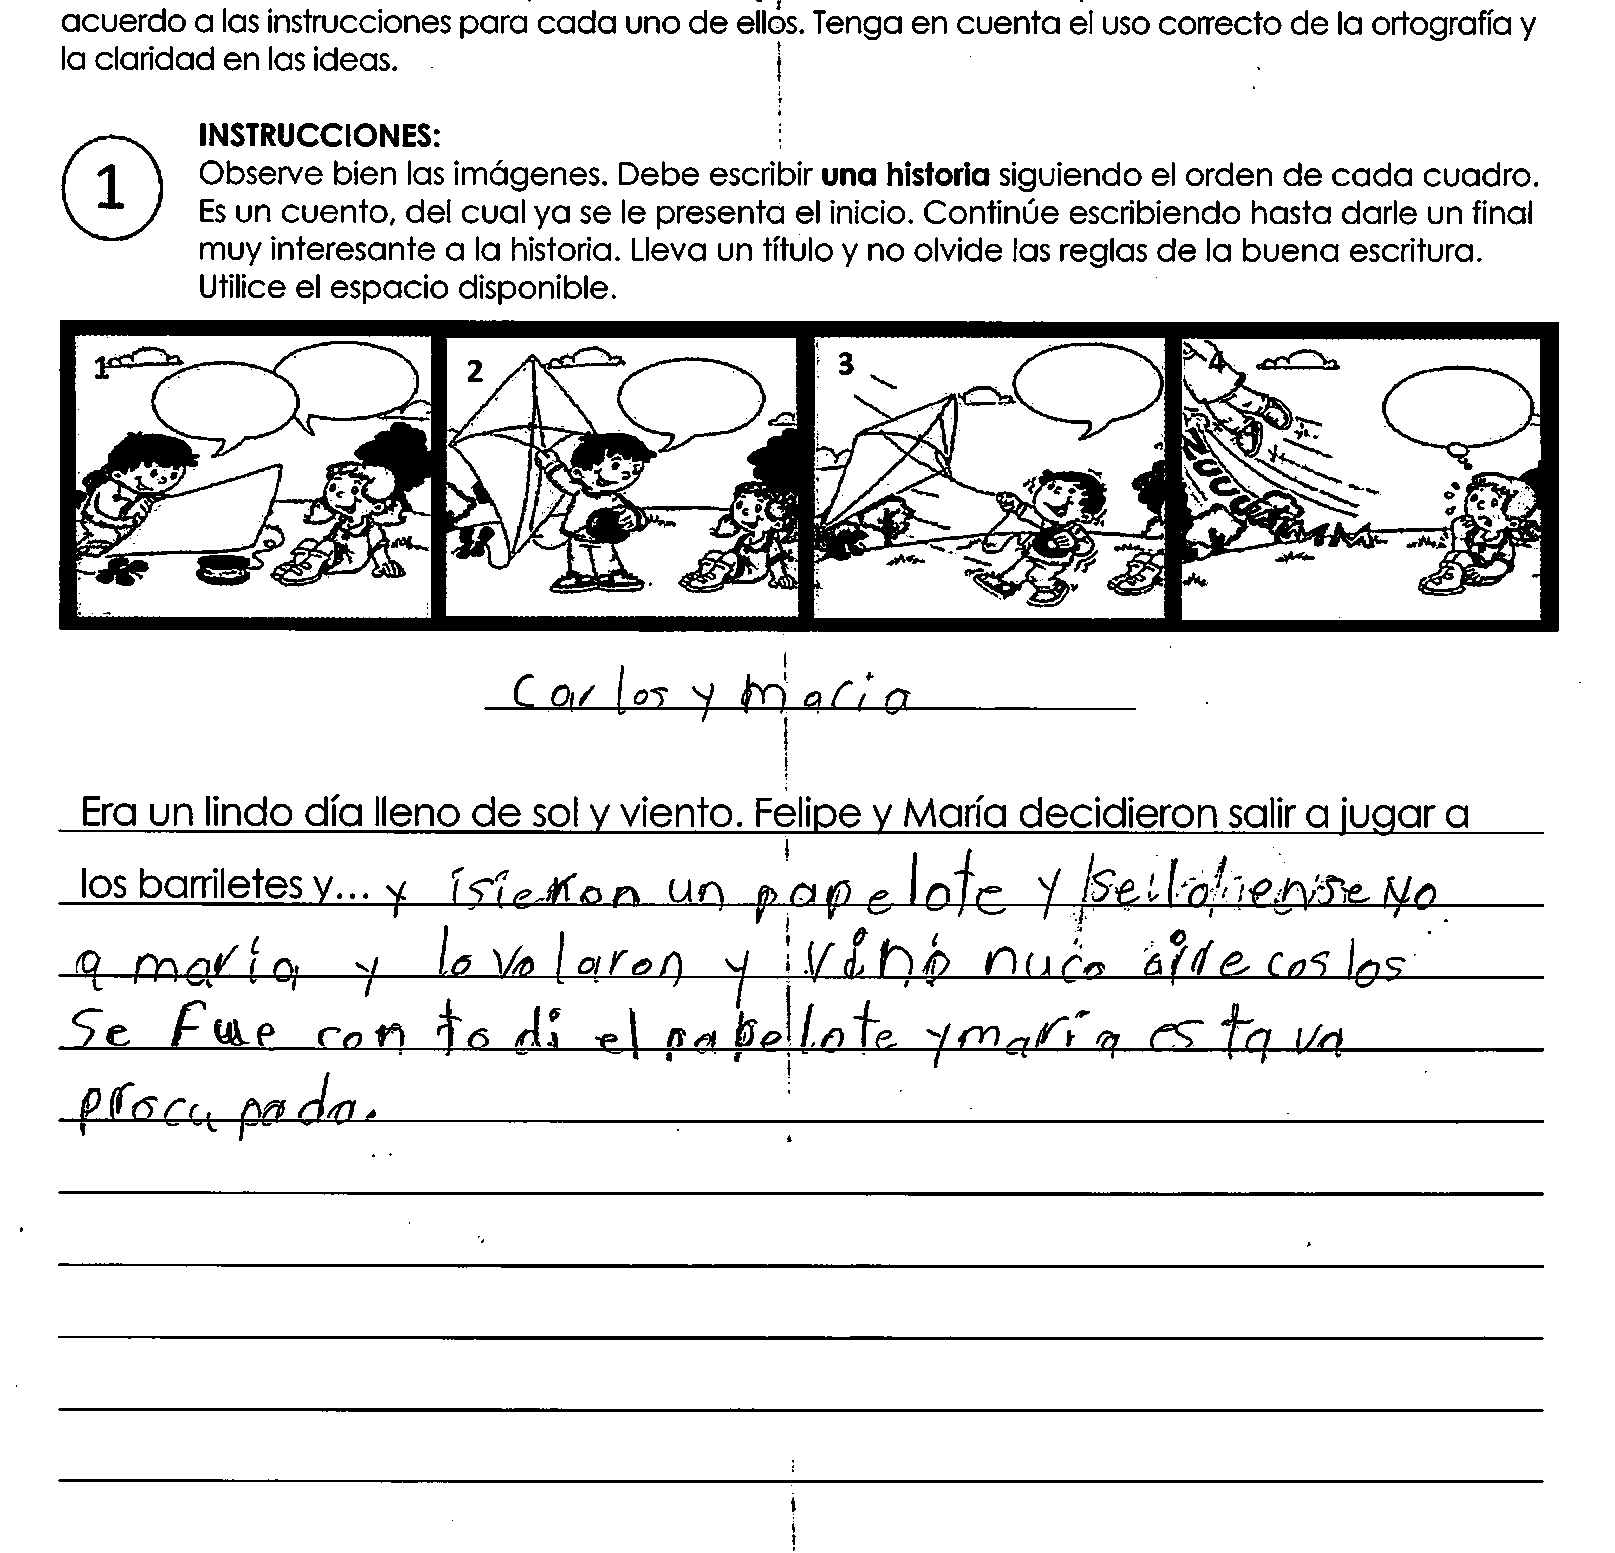 acuerdo a las instrucciones para cada uno de ellos. Tenga en cuenta el uso correcto de la ortografía y
la claridad en las ideas.
1
INSTRUCCIONES:
Observe bien las imágenes. Debe escribir una historia siguiendo el orden de cada cuadro.
Es un cuento, del cual ya se le presenta el inicio. Continúe escribiendo hasta darle un final
muy interesante a la historia. Lleva un título y no olvide las reglas de la buena escritura.
Utilice el espacio disponible.
1 2 3 4
Carlos y maria
Era un lindo día lleno de sol y viento. Felipe y María decidieron salir a jugar a
los barriletes y... y isieron un papelote y
a maría y lo volaron y vino nuco aire coslos
se fue con to di el papelote y maría estava
procupada.